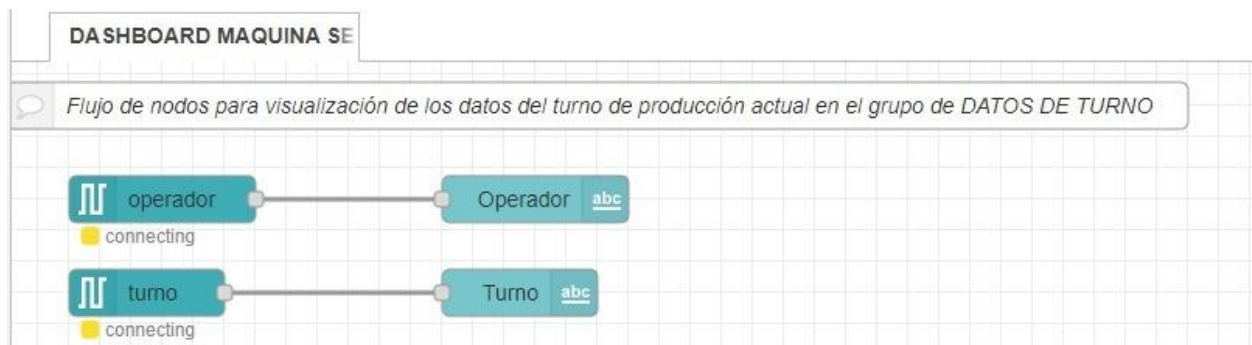 DASHBOARD MAQUINA SE
Flujo de nodos para visualización de los datos del turno de producción actual en el grupo de DATOS DE TURNO
operador
Operador abc
connecting
turno
Turno abc
connecting